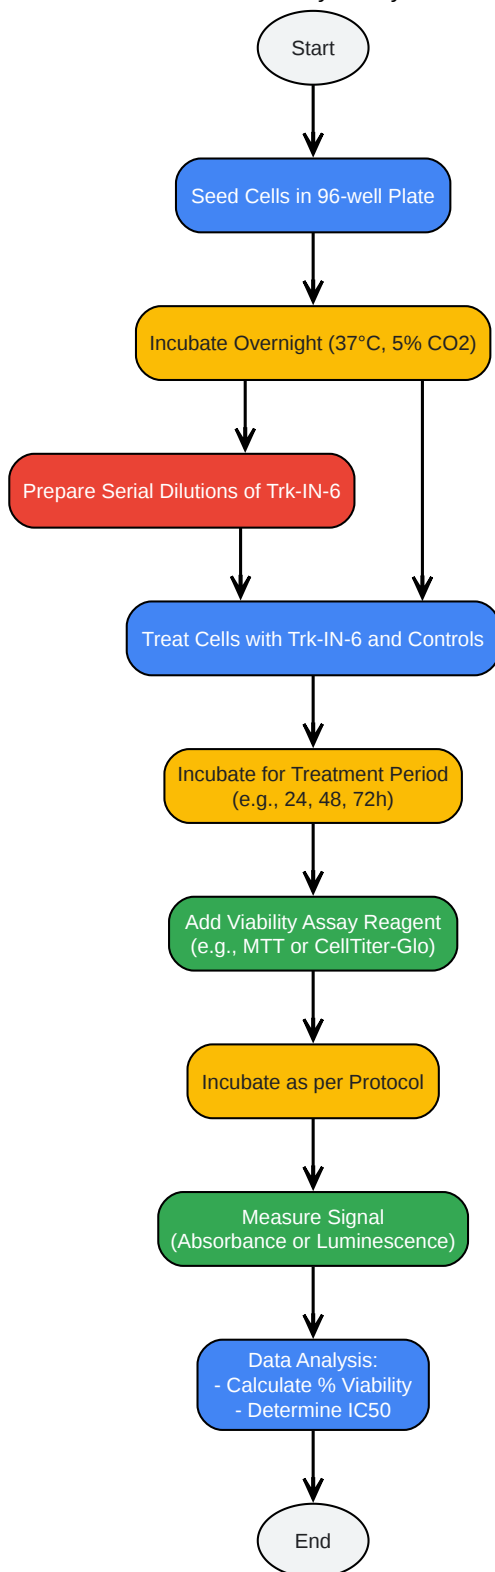 Start
Seed Cells in 96-well Plate
Incubate Overnight (37°C, 5% CO2)
Prepare Serial Dilutions of Trk-IN-6
Treat Cells with Trk-IN-6 and Controls
Incubate for Treatment Period
(e.g., 24, 48, 72h)
Add Viability Assay Reagent
(e.g., MTT or CellTiter-Glo)
Incubate as per Protocol
Measure Signal
(Absorbance or Luminescence)
Data Analysis:
- Calculate % Viability
- Determine IC50
End